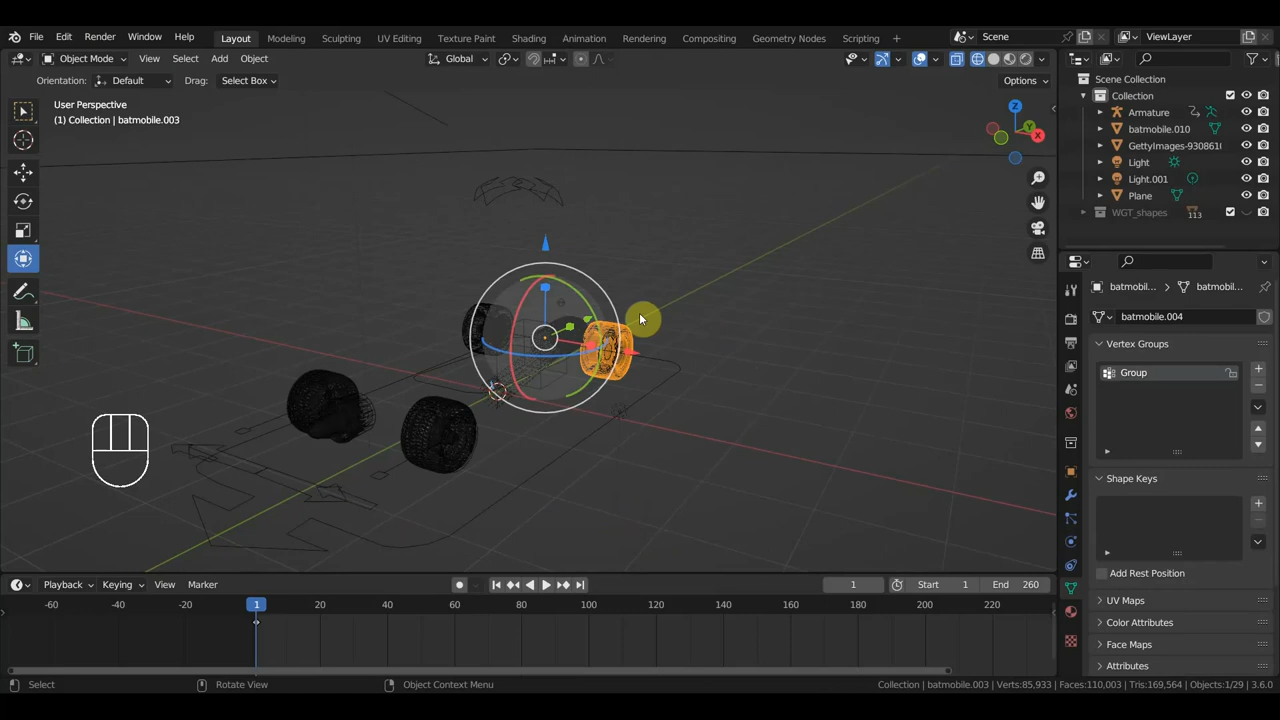 File Edit Render Window Help Layout Modeling Sculpting UV Editing Texture Paint Shading Animation Rendering Compositing Geometry Nodes Scripting + Scene ViewLayer
Object Mode View Select Add Object Global
Orientation: Default Drag: Select Box Options
User Perspective
(1) Collection | batmobile.003
Z
Y
X
Scene Collection
Collection
Armature
batmobile.010
GettyImages-930861
Light
Light.001
Plane
WGT_shapes 113
batmobil... > batmobil...
batmobile.004
Vertex Groups
Group
Shape Keys
Add Rest Position
UV Maps
Color Attributes
Face Maps
Attributes
Playback Keying View Marker 1 Start 1 End 260
-60 -40 -20 1 20 40 60 80 100 120 140 160 180 200 220
Select Rotate View Object Context Menu Collection | batmobile.003 | Verts:85,933 | Faces:110,003 | Tris:169,564 | Objects:1/29 | 3.6.0